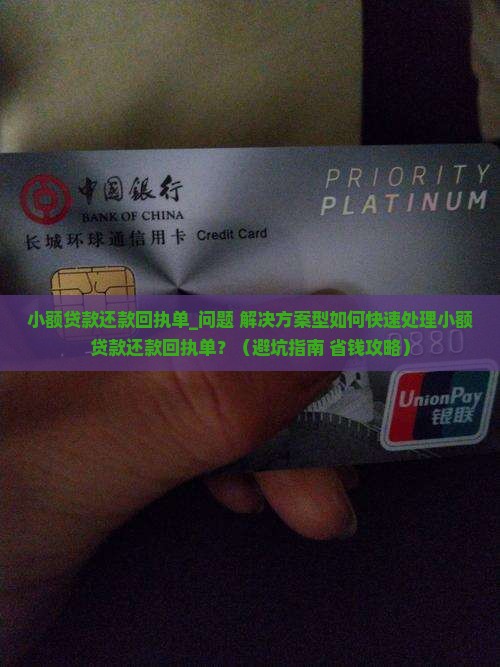 PRIORITY
PLATINUM
中国银行
BANK OF CHINA
长城环球通信用卡 Credit Card
小额贷款还款回执单_问题 解决方案型如何快速处理小额
贷款还款回执单？（避坑指南 省钱攻略）
880
UnionPay
银联